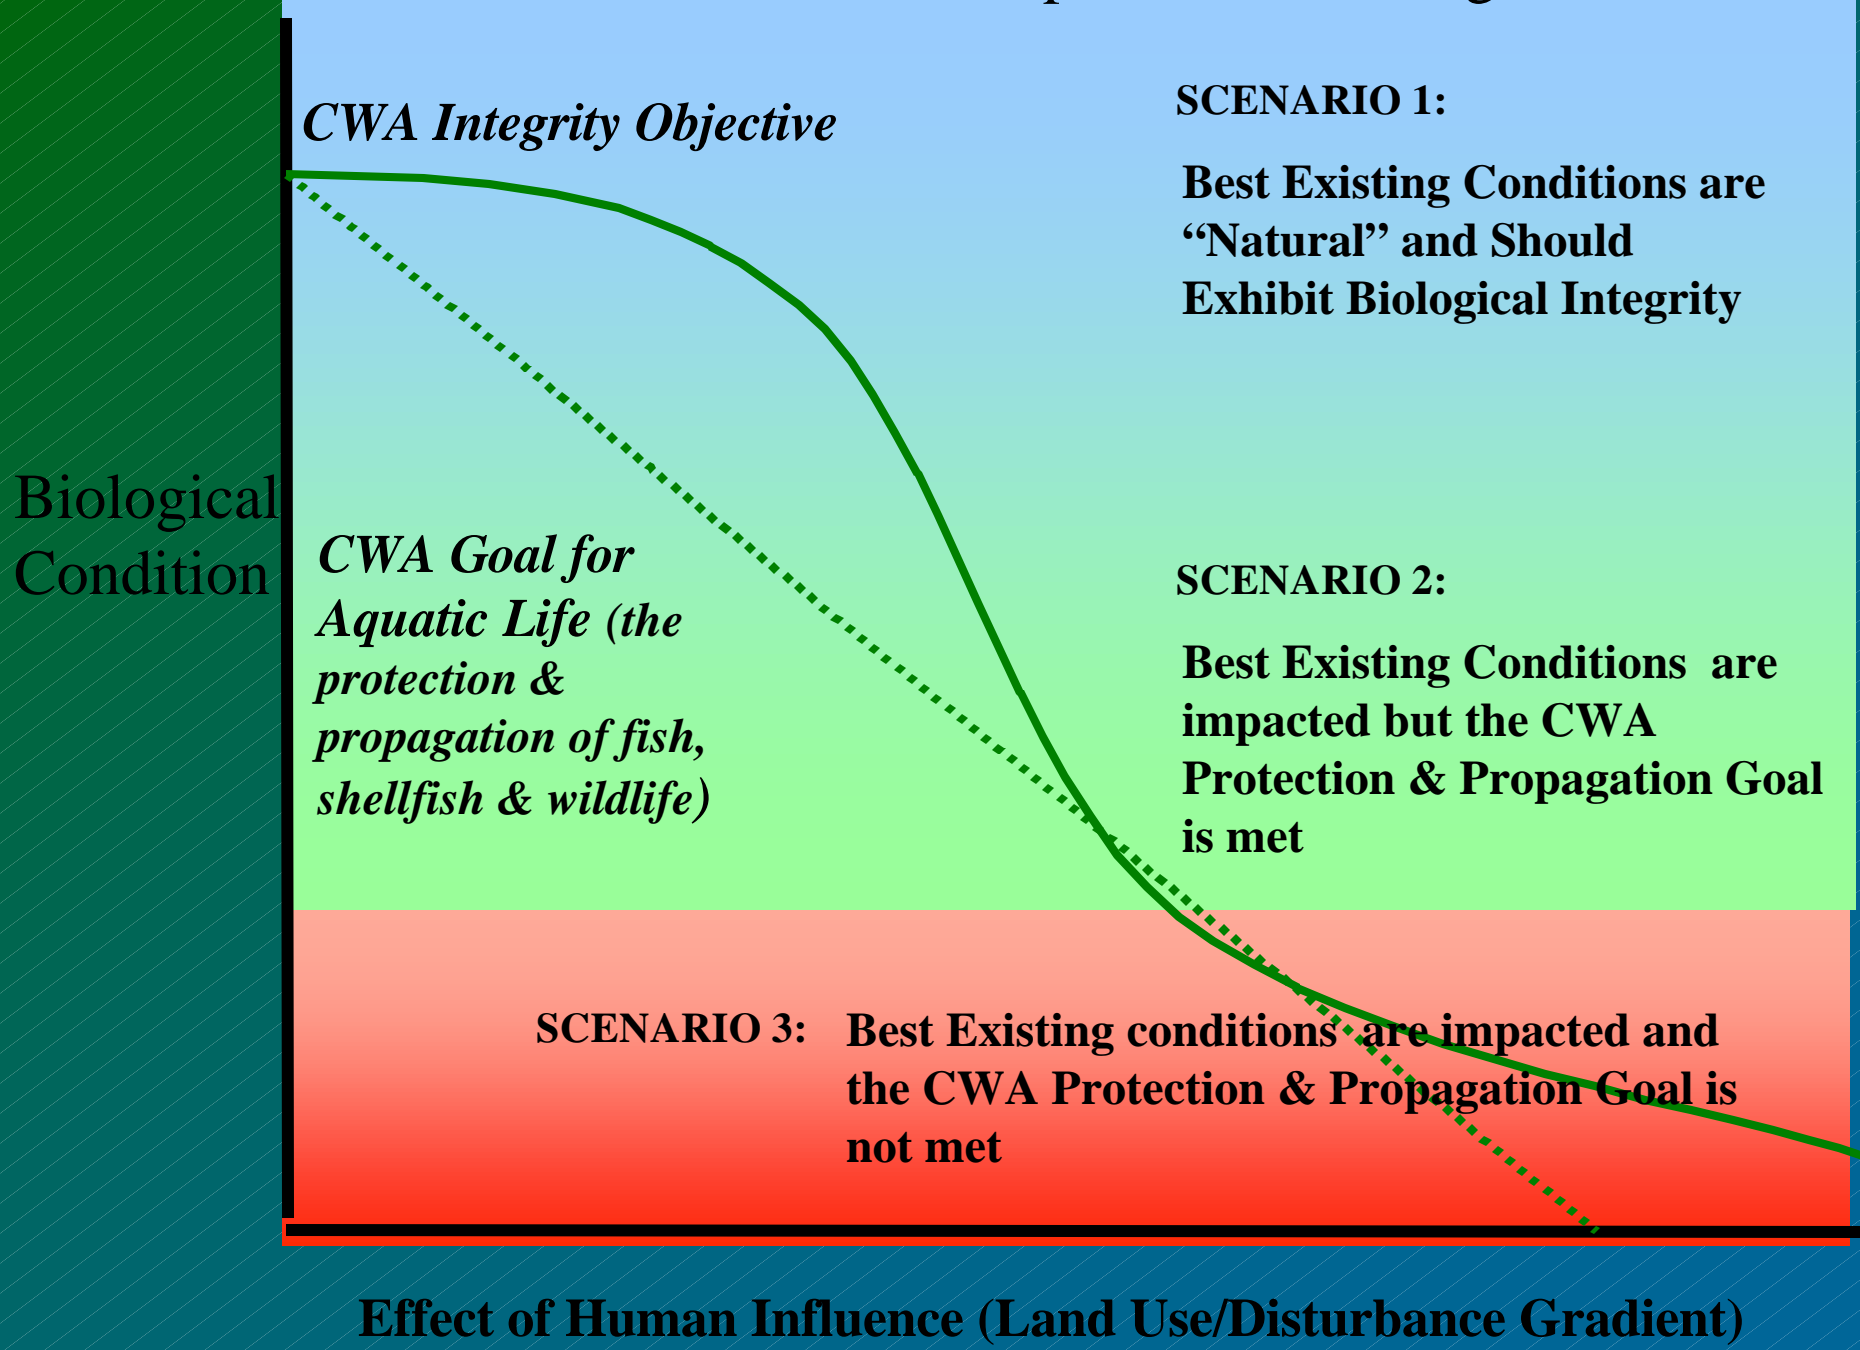 CWA Integrity Objective
SCENARIO 1:
Best Existing Conditions are
“Natural” and Should
Exhibit Biological Integrity
Biological
Condition
CWA Goal for
Aquatic Life (the
protection &
propagation of fish,
shellfish & wildlife)
SCENARIO 2:
Best Existing Conditions  are
impacted but the CWA
Protection & Propagation Goal
is met
SCENARIO 3:
Best Existing conditions  are impacted and
the CWA Protection & Propagation Goal is
not met
Effect of Human Influence (Land Use/Disturbance Gradient)